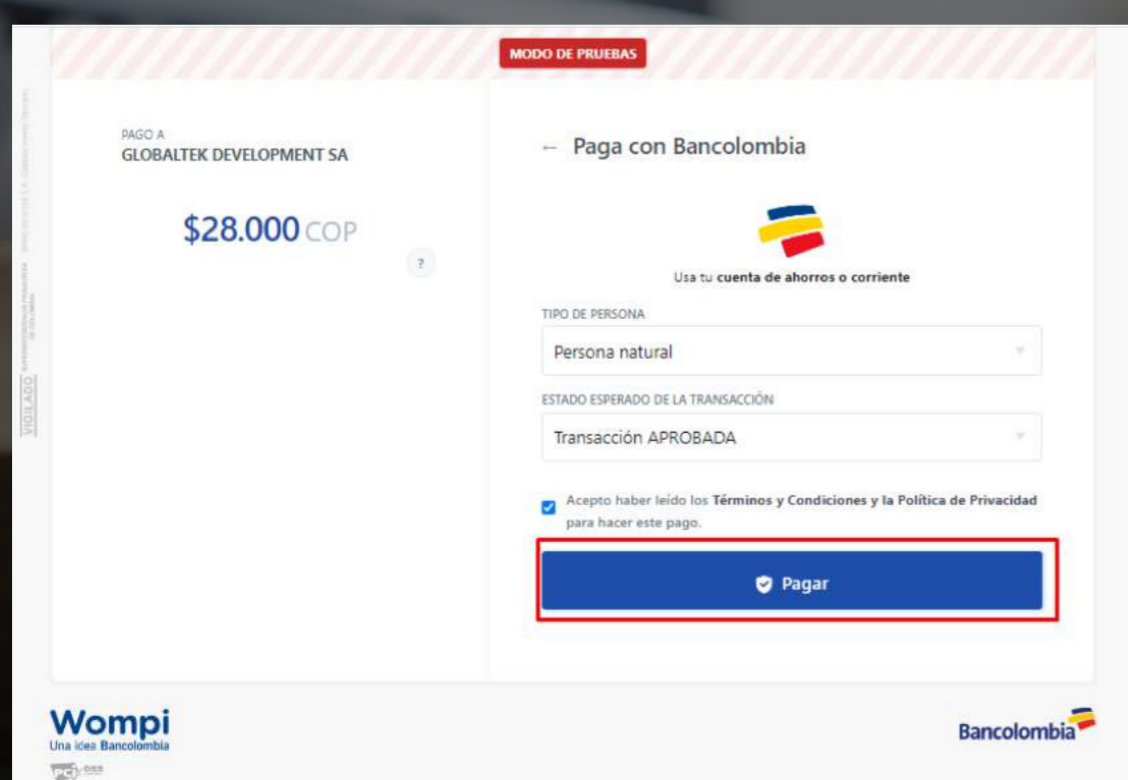 MODO DE PRUEBAS
PAGO A
GLOBALTEK DEVELOPMENT SA
$28.000 COP
?
← Paga con Bancolombia
Usa tu cuenta de ahorros o corriente
TIPO DE PERSONA
Persona natural
ESTADO ESPERADO DE LA TRANSACCIÓN
Transacción APROBADA
Acepto haber leído los Términos y Condiciones y la Política de Privacidad
para hacer este pago.
Pagar
VIGILADO
Wompi
Una idea Bancolombia
PCI DSS
Bancolombia